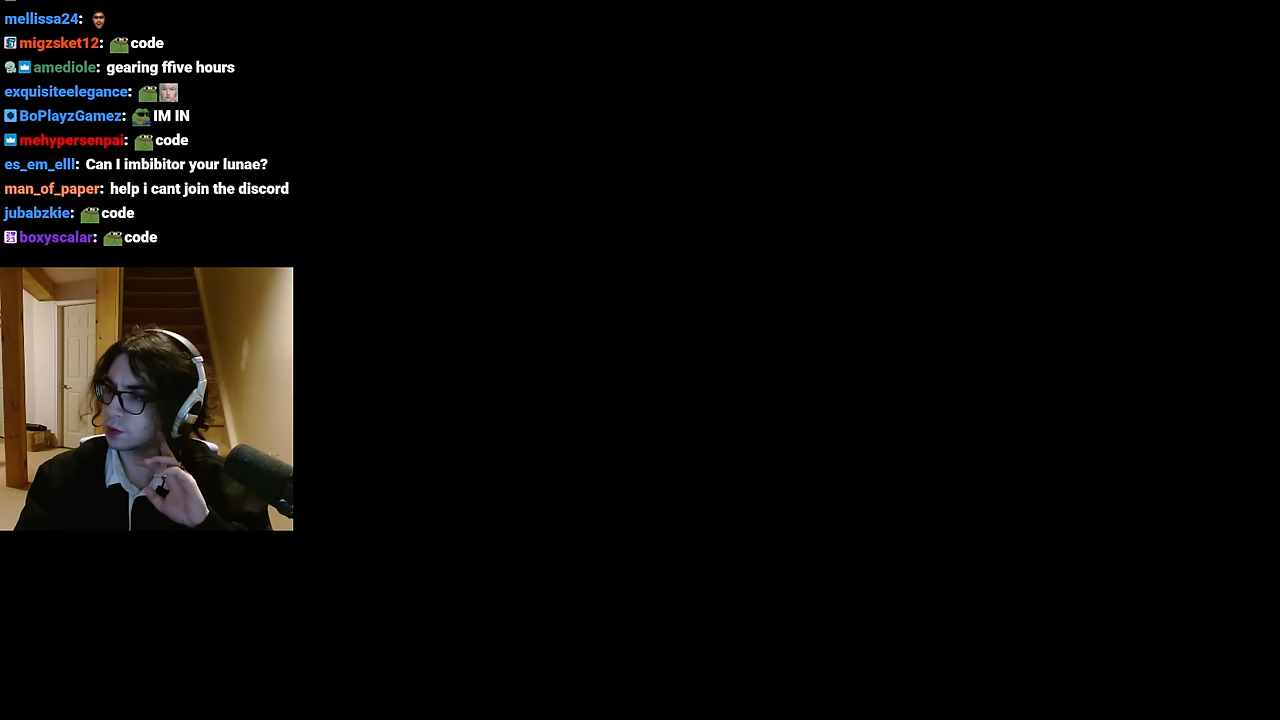 mellissa24:
migzsket12: code
amediole: gearing ffive hours
exquisiteelegance:
BoPlayzGamez: IM IN
mehypersenpai: code
es_em_elll: Can I imbibitor your lunae?
man_of_paper: help i cant join the discord
jubabzkie: code
boxyscalar: code